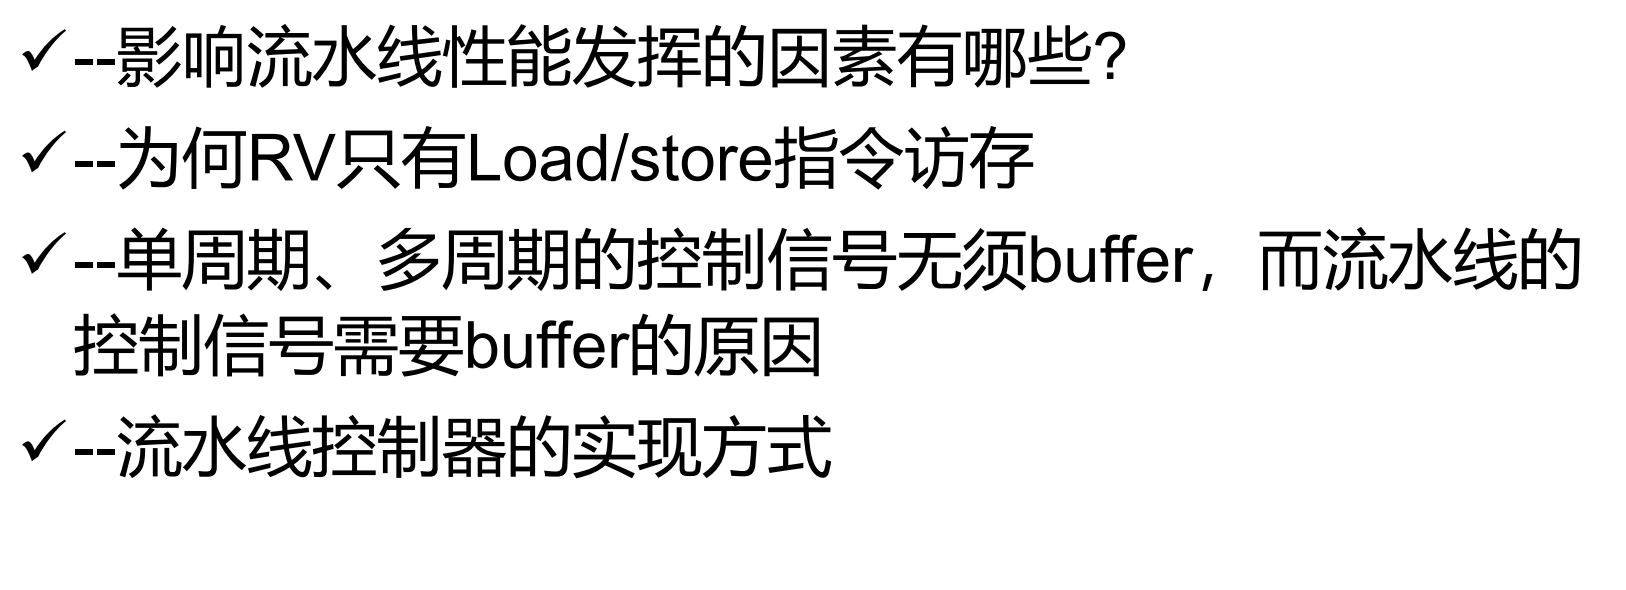 ✓--影响流水线性能发挥的因素有哪些?
✓--为何RV只有Load/store指令访存
✓--单周期、多周期的控制信号无须buffer，而流水线的
控制信号需要buffer的原因
✓--流水线控制器的实现方式